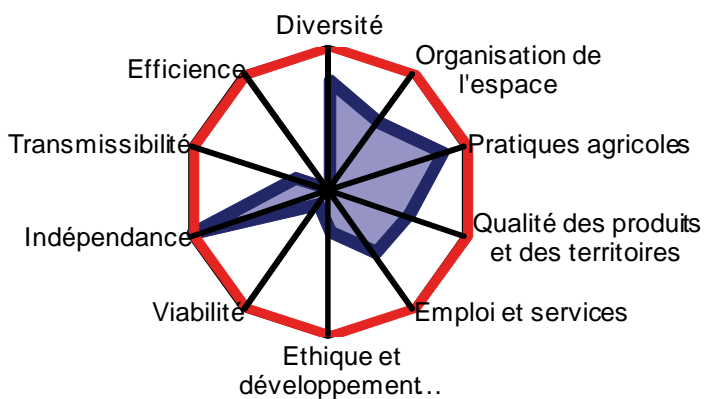 Diversité
Organisation de
l'espace
Pratiques agricoles
Qualité des produits
et des territoires
Emploi et services
Ethique et
développement...
Viabilité
Indépendance
Transmissibilité
Efficience